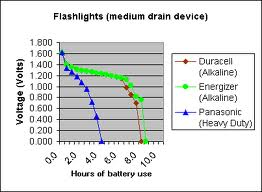 Flashlights (medium drain device)
Voltage (Volts)
1.800
1.600
1.400
1.200
1.000
0.800
0.600
0.400
0.200
0.000
0.0
2.0
4.0
6.0
8.0
10.0
Hours of battery use
Duracell
(Alkaline)
Energizer
(Alkaline)
Panasonic
(Heavy Duty)